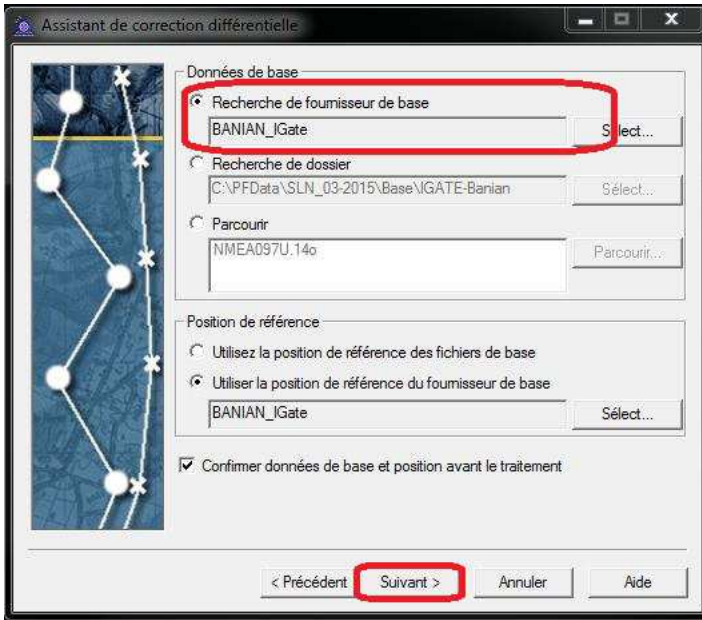 Assistant de correction différentielle
Données de base
Recherche de fournisseur de base
BANIAN_IGate
Sélect...
Recherche de dossier
C:\PFData\SLN_03-2015\Base\IGATE-Banian
Sélect...
Parcourir
NMEA097U.14o
Parcourir...
Position de référence
Utilisez la position de référence des fichiers de base
Utiliser la position de référence du fournisseur de base
BANIAN_IGate
Sélect...
Confirmer données de base et position avant le traitement
< Précédent
Suivant >
Annuler
Aide